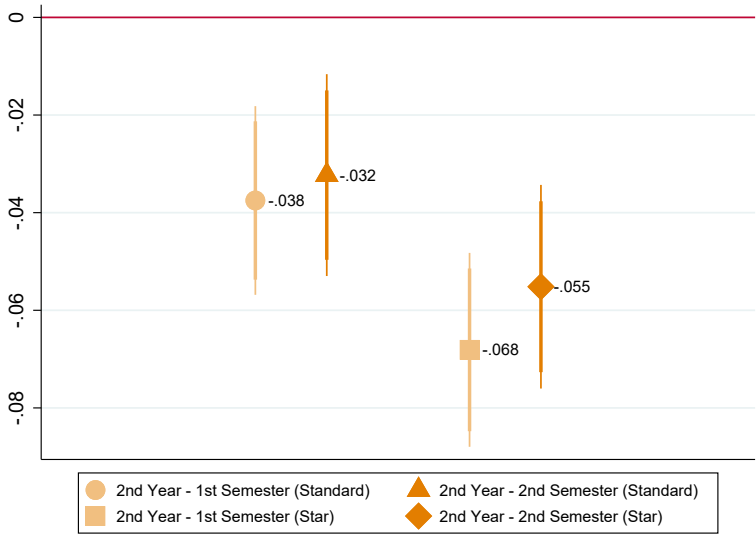 0
-.02
-.04
-.06
-.08
-.038
-.032
-.068
-.055
2nd Year - 1st Semester (Standard)
2nd Year - 2nd Semester (Standard)
2nd Year - 1st Semester (Star)
2nd Year - 2nd Semester (Star)